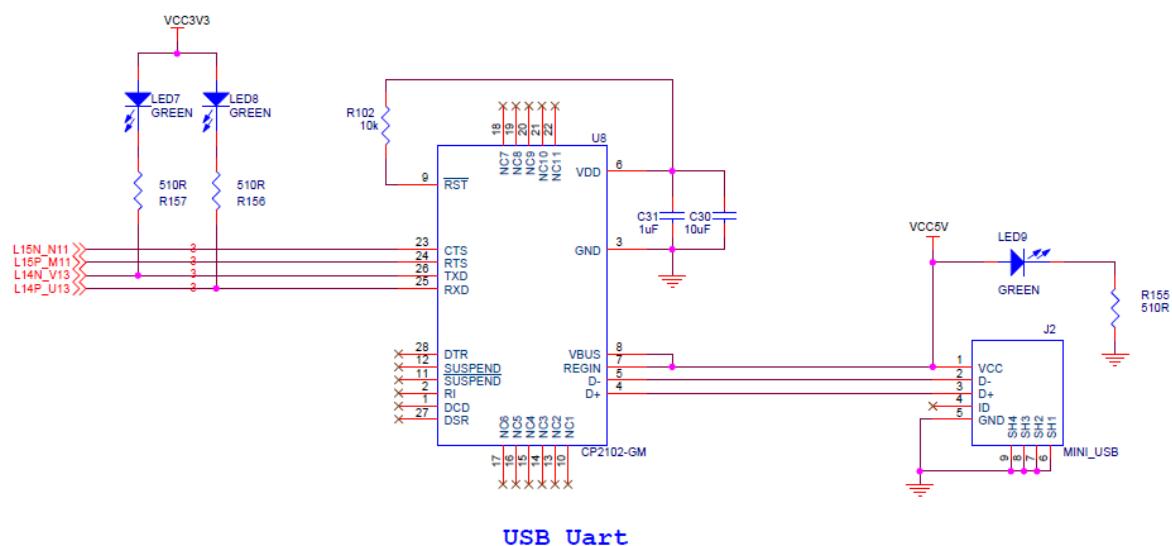 VCC3V3
LED7
GREEN
LED8
GREEN
R102
10k
18
19
20
21
22
NC7
NC8
NC9
NC10
NC11
U8
9
RST
VDD
6
510R
R157
510R
R156
C31
1uF
C30
10uF
GND
3
VCC5V
LED9
GREEN
R155
510R
L15N_N11
3
23
CTS
L15P_M11
3
24
RTS
L14N_V13
3
26
TXD
L14P_U13
3
25
RXD
28
DTR
12
SUSPEND
11
SUSPEND
2
RI
1
DCD
27
DSR
VBUS
8
REGIN
7
D-
5
D+
4
J2
1
VCC
2
D-
3
D+
4
ID
5
GND
SH4
SH3
SH2
SH1
9
8
7
6
MINI_USB
NC6
NC5
NC4
NC3
NC2
NC1
17
16
15
14
13
10
CP2102-GM
USB Uart